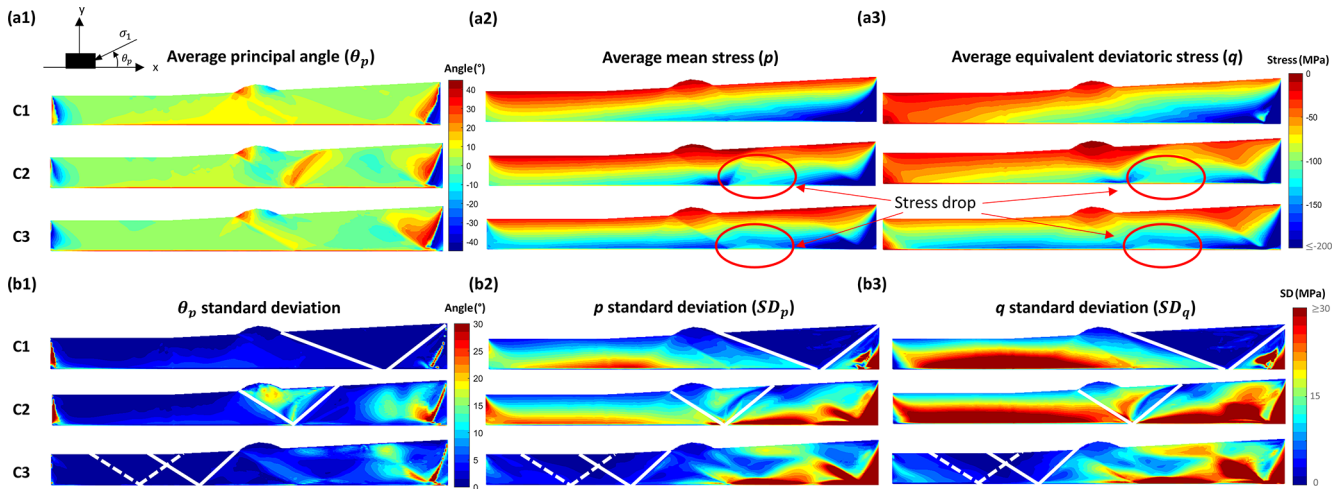 (a1)
y
σ₁
θₚ
x
Average principal angle (θₚ)
Angle (°)
40
30
20
10
0
-10
-20
-30
-40
C1
C2
C3
(a2)
Average mean stress (p)
(a3)
Average equivalent deviatoric stress (q)
Stress (MPa)
0
-50
-100
-150
≤-200
Stress drop
(b1)
θₚ standard deviation
Angle (°)
30
25
20
15
10
5
0
C1
C2
C3
(b2)
p standard deviation (SDₚ)
(b3)
q standard deviation (SD_q)
SD (MPa)
≥30
15
0